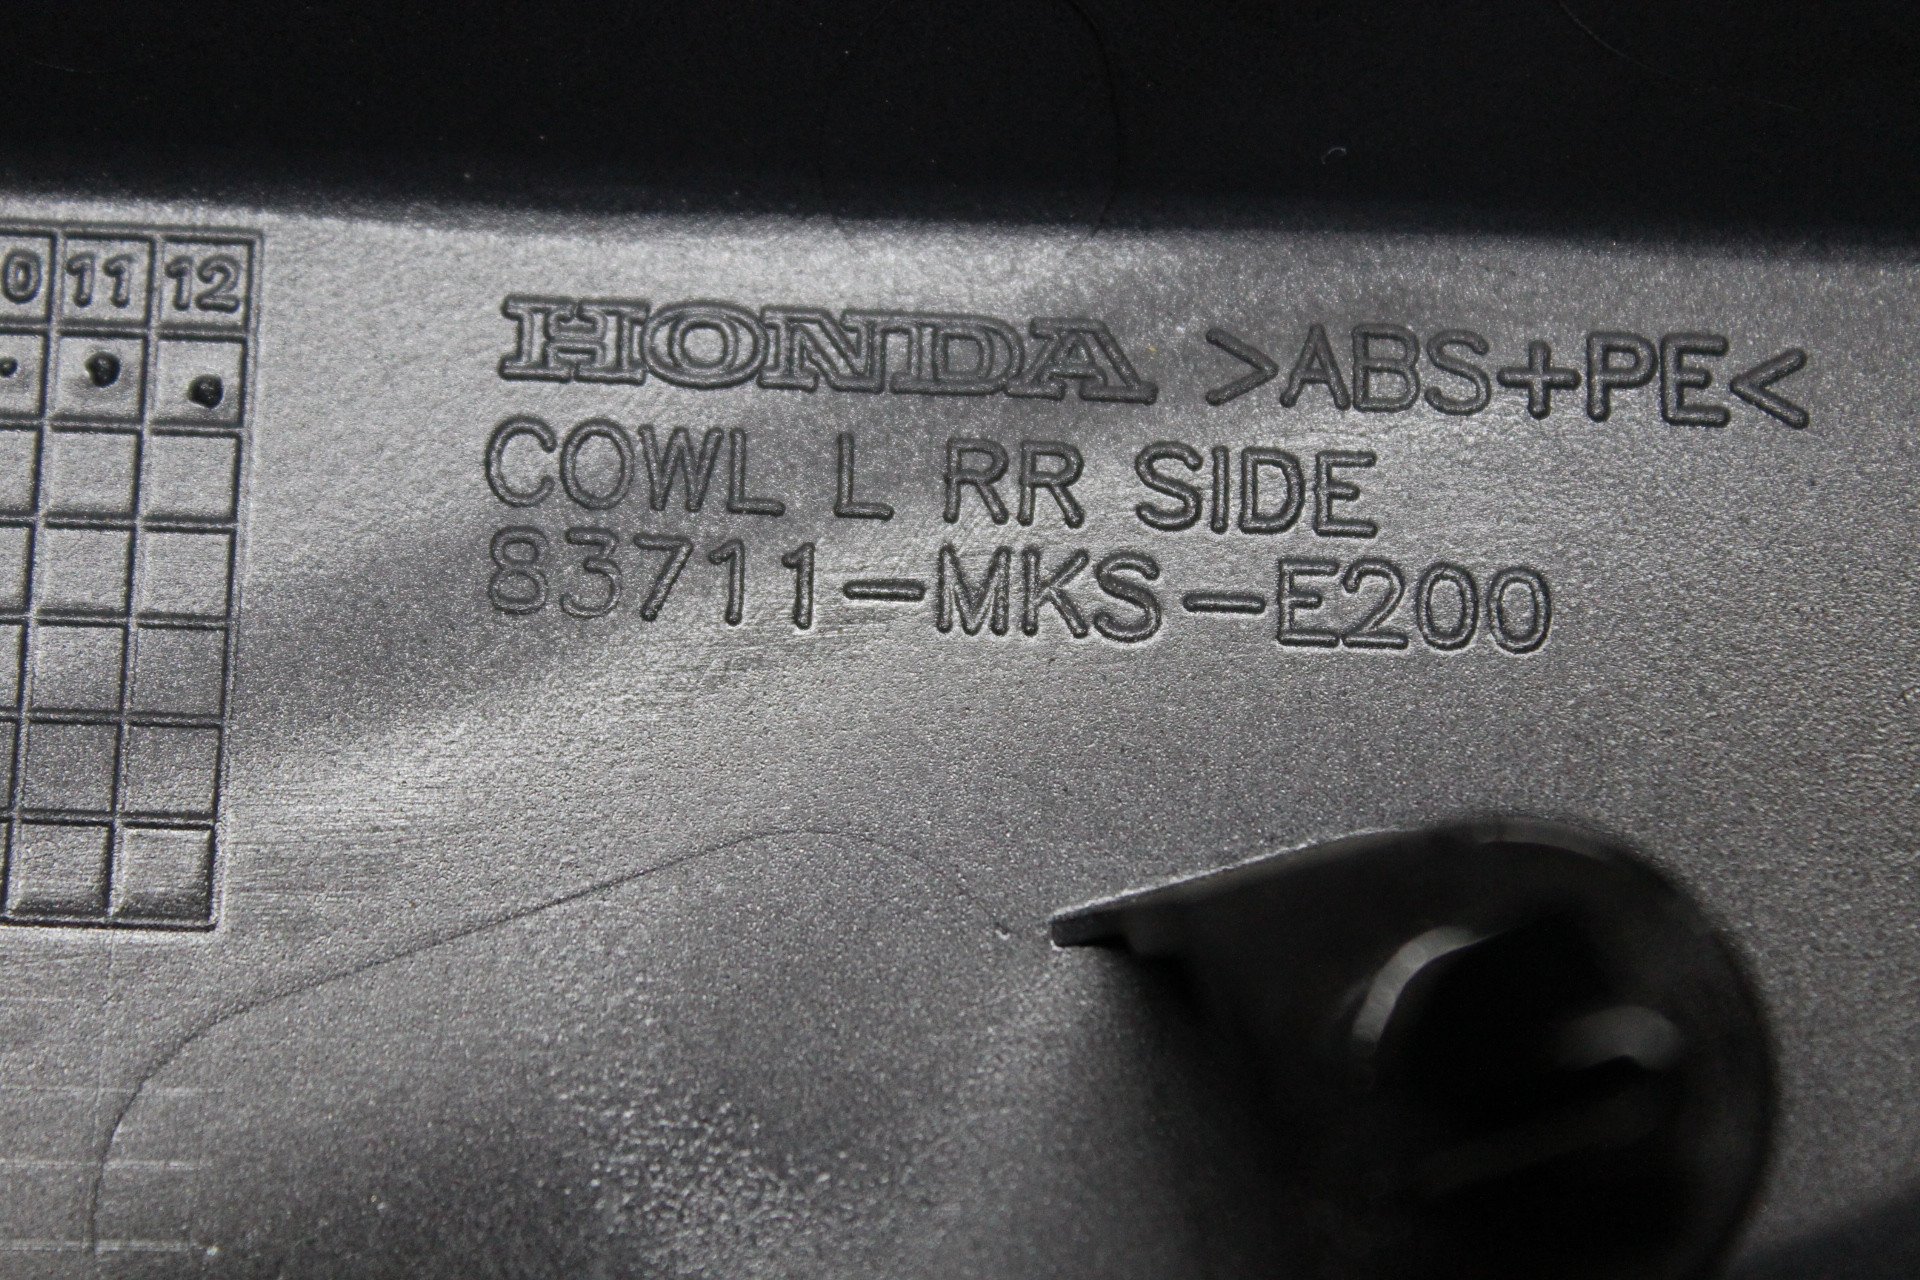 0 11 12
HONDA >ABS+PE<
COWL L RR SIDE
83711-MKS-E200